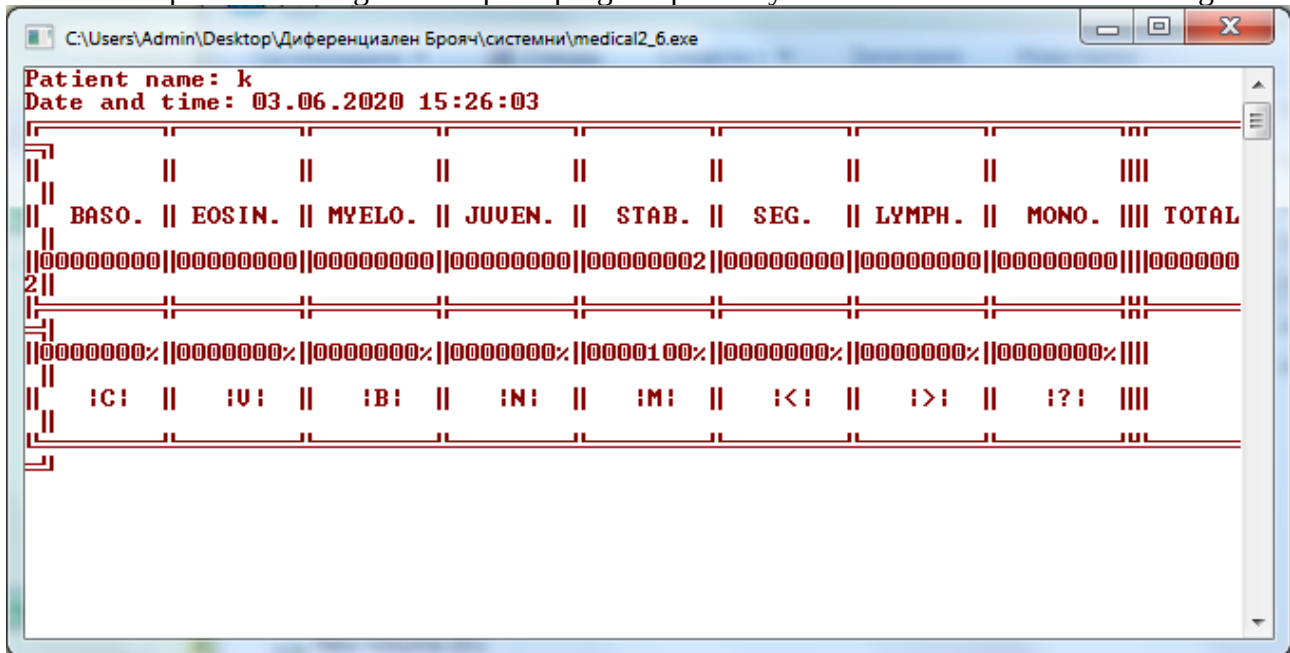 C:\Users\Admin\Desktop\Диференциален Брояч\системни\medical2_6.exe
Patient name: k
Date and time: 03.06.2020 15:26:03
║ BASO. ║ EOSIN. ║ MYELO. ║ JUVEN. ║ STAB. ║ SEG. ║ LYMPH. ║ MONO. ║║ TOTAL
║
║00000000║00000000║00000000║00000000║00000002║00000000║00000000║00000000║║000000
2║
║0000000%║0000000%║0000000%║0000000%║0000100%║0000000%║0000000%║0000000%║║
║
║ |C| ║ |V| ║ |B| ║ |N| ║ |M| ║ |<| ║ |>| ║ |?| ║║
║